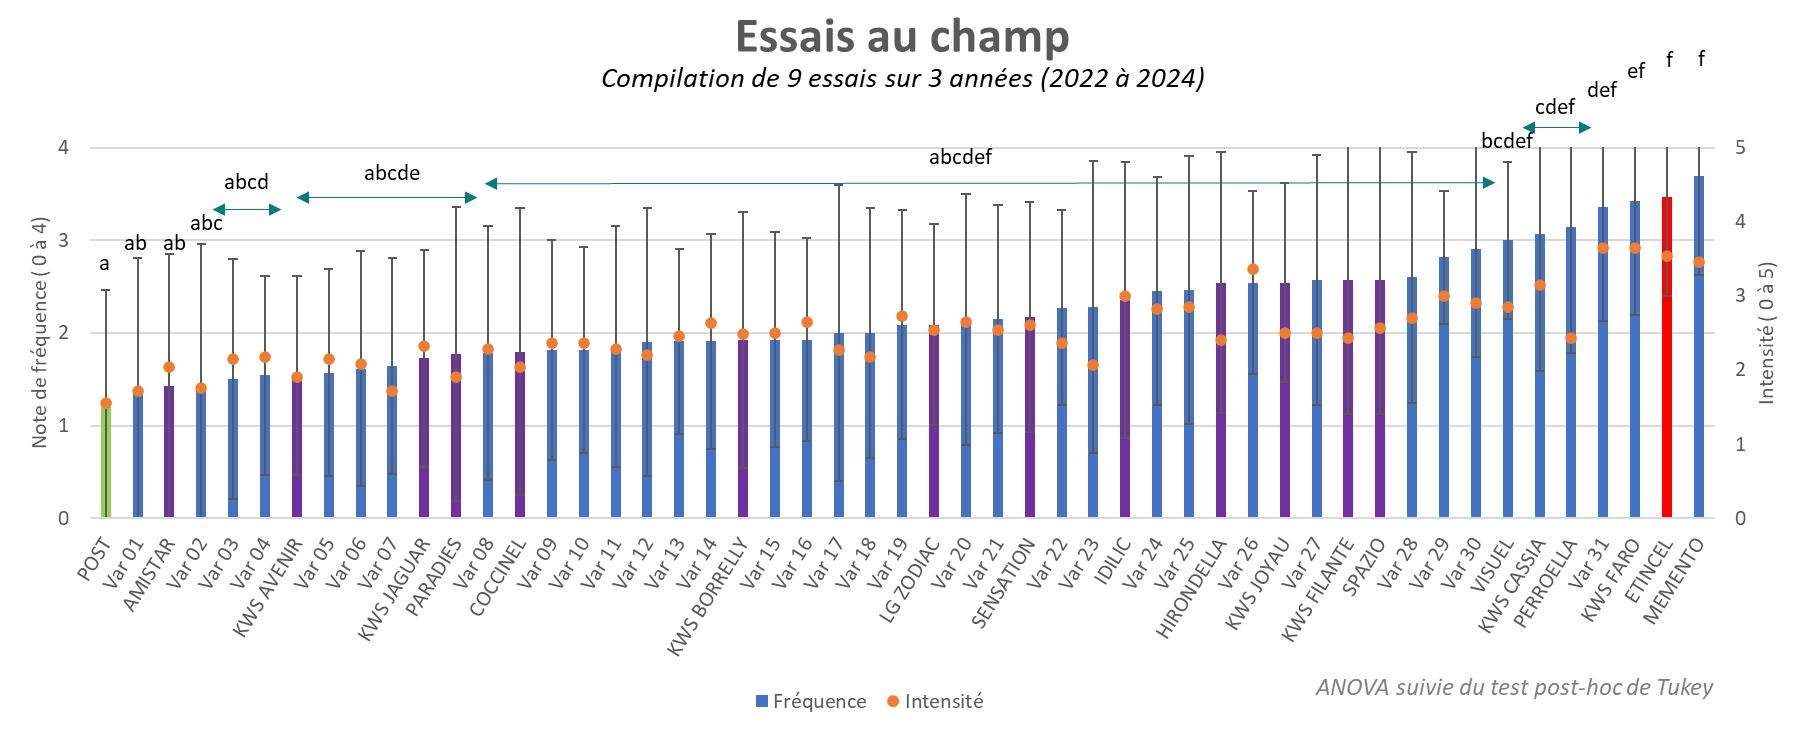 Essais au champ
Compilation de 9 essais sur 3 années (2022 à 2024)
a
ab
ab
abc
abcd
abcde
abcdef
bcdef
cdef
def
ef
f
f
Note de fréquence ( 0 à 4)
4
3
2
1
0
Intensité ( 0 à 5)
5
4
3
2
1
0
POST
Var 01
AMISTAR
Var 02
Var 03
Var 04
KWS AVENIR
Var 05
Var 06
Var 07
KWS JAGUAR
PARADIES
Var 08
COCCINEL
Var 09
Var 10
Var 11
Var 12
Var 13
Var 14
KWS BORRELLY
Var 15
Var 16
Var 17
Var 18
Var 19
LG ZODIAC
Var 20
Var 21
SENSATION
Var 22
Var 23
IDILIC
Var 24
Var 25
HIRONDELLA
Var 26
KWS JOYAU
Var 27
KWS FILANTE
SPAZIO
Var 28
Var 29
Var 30
VISUEL
KWS CASSIA
PERROELLA
Var 31
KWS FARO
ETINCEL
MEMENTO
Fréquence
Intensité
ANOVA suivie du test post-hoc de Tukey